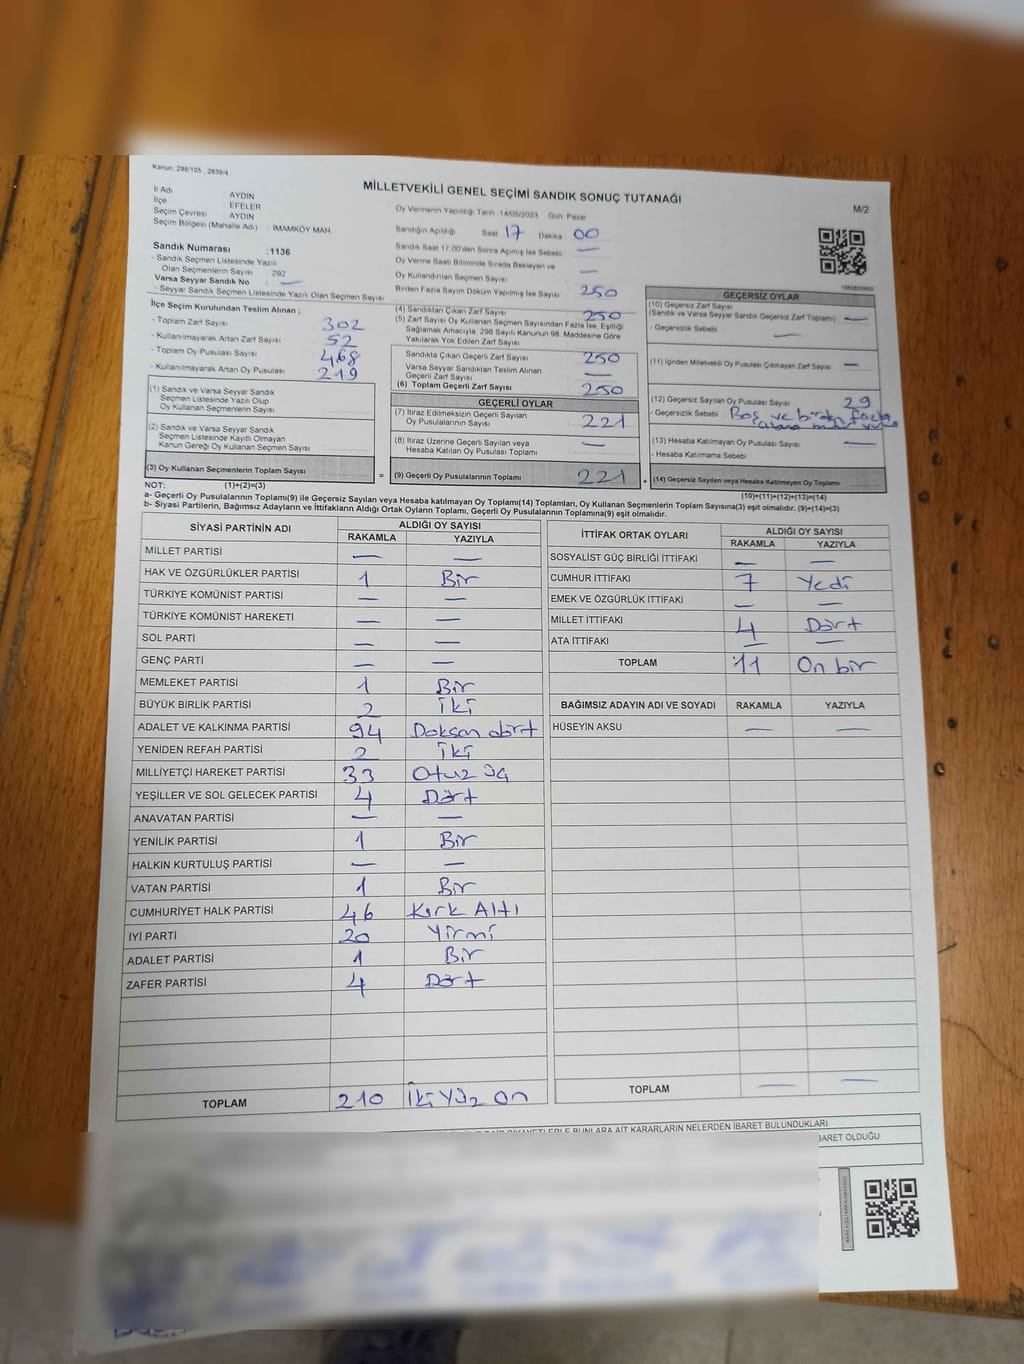 Kanun: 298/105 , 2839/4
MİLLETVEKİLİ GENEL SEÇİMİ SANDIK SONUÇ TUTANAĞI
M/2
İl Adı AYDIN
İlçe EFELER
Seçim Çevresi AYDIN
Seçim Bölgesi (Mahalle Adı) : İMAMKÖY MAH.
Sandık Numarası :1136
- Sandık Seçmen Listesinde Yazılı
Olan Seçmenlerin Sayısı : 292
Varsa Seyyar Sandık No : —
- Seyyar Sandık Seçmen Listesinde Yazılı Olan Seçmen Sayısı
Oy Vermenin Yapıldığı Tarih :14/05/2023 Gün: Pazar
Sandığın Açıldığı Saat 17 Dakika 00
Sandık Saat 17:00'den Sonra Açılmış İse Sebebi : —
Oy Verme Saati Bitiminde Sırada Bekleyen ve
Oy Kullandırılan Seçmen Sayısı —
Birden Fazla Sayım Döküm Yapılmış İse Sayısı 250
İlçe Seçim Kurulundan Teslim Alınan ;
- Toplam Zarf Sayısı : 302
- Kullanılmayarak Artan Zarf Sayısı : 52
- Toplam Oy Pusulası Sayısı : 468
- Kullanılmayarak Artan Oy Pusulası : 219
(1) Sandık ve Varsa Seyyar Sandık
Seçmen Listesinde Yazılı Olup
Oy Kullanan Seçmenlerin Sayısı
(2) Sandık ve Varsa Seyyar Sandık
Seçmen Listesinde Kayıtlı Olmayan
Kanun Gereği Oy Kullanan Seçmen Sayısı
(3) Oy Kullanan Seçmenlerin Toplam Sayısı
(4) Sandıktan Çıkan Zarf Sayısı 250
(5) Zarf Sayısı Oy Kullanan Seçmen Sayısından Fazla İse, Eşitliği
Sağlamak Amacıyla, 298 Sayılı Kanunun 98. Maddesine Göre
Yakılarak Yok Edilen Zarf Sayısı
Sandıkta Çıkan Geçerli Zarf Sayısı 250
Varsa Seyyar Sandıktan Teslim Alınan
Geçerli Zarf Sayısı —
(6) Toplam Geçerli Zarf Sayısı 250
GEÇERLİ OYLAR
(7) İtiraz Edilmeksizin Geçerli Sayılan
Oy Pusulalarının Sayısı 221
(8) İtiraz Üzerine Geçerli Sayılan veya
Hesaba Katılan Oy Pusulası Toplamı —
= (9) Geçerli Oy Pusulalarının Toplamı 221
GEÇERSİZ OYLAR
(10) Geçersiz Zarf Sayısı
(Sandık ve Varsa Seyyar Sandık Geçersiz Zarf Toplamı) —
- Geçersizlik Sebebi : —
(11) İçinden Milletvekili Oy Pusulası Çıkmayan Zarf Sayısı —
(12) Geçersiz Sayılan Oy Pusulası Sayısı 29
- Geçersizlik Sebebi : Boş ve birden fazla
(13) Hesaba Katılmayan Oy Pusulası Sayısı —
- Hesaba Katılmama Sebebi
+ (14) Geçersiz Sayılan veya Hesaba Katılmayan Oy Toplamı
NOT: (1)+(2)=(3) (10)+(11)+(12)+(13)=(14)
a- Geçerli Oy Pusulalarının Toplamı(9) ile Geçersiz Sayılan veya Hesaba katılmayan Oy Toplamı(14) Toplamları, Oy Kullanan Seçmenlerin Toplam Sayısına(3) eşit olmalıdır. (9)+(14)=(3)
b- Siyasi Partilerin, Bağımsız Adayların ve İttifakların Aldığı Ortak Oyların Toplamı, Geçerli Oy Pusulalarının Toplamına(9) eşit olmalıdır.
SİYASİ PARTİNİN ADI ALDIĞI OY SAYISI
RAKAMLA YAZIYLA
MİLLET PARTİSİ — —
HAK VE ÖZGÜRLÜKLER PARTİSİ 1 Bir
TÜRKİYE KOMÜNİST PARTİSİ — —
TÜRKİYE KOMÜNİST HAREKETİ — —
SOL PARTİ — —
GENÇ PARTİ — —
MEMLEKET PARTİSİ 1 Bir
BÜYÜK BİRLİK PARTİSİ 2 İki
ADALET VE KALKINMA PARTİSİ 94 Doksan dört
YENİDEN REFAH PARTİSİ 2 İki
MİLLİYETÇİ HAREKET PARTİSİ 33 Otuz üç
YEŞİLLER VE SOL GELECEK PARTİSİ 4 Dört
ANAVATAN PARTİSİ — —
YENİLİK PARTİSİ 1 Bir
HALKIN KURTULUŞ PARTİSİ — —
VATAN PARTİSİ 1 Bir
CUMHURİYET HALK PARTİSİ 46 Kırk Altı
İYİ PARTİ 20 Yirmi
ADALET PARTİSİ 1 Bir
ZAFER PARTİSİ 4 Dört
TOPLAM 210 İki Yüz on
İTTİFAK ORTAK OYLARI ALDIĞI OY SAYISI
RAKAMLA YAZIYLA
SOSYALİST GÜÇ BİRLİĞİ İTTİFAKI — —
CUMHUR İTTİFAKI 7 Yedi
EMEK VE ÖZGÜRLÜK İTTİFAKI — —
MİLLET İTTİFAKI 4 Dört
ATA İTTİFAKI — —
TOPLAM 11 On bir
BAĞIMSIZ ADAYIN ADI VE SOYADI RAKAMLA YAZIYLA
HÜSEYİN AKSU — —
TOPLAM — —
BUNLARA AİT KARARLARIN NELERDEN İBARET BULUNDUKLARI
İBARET OLDUĞU